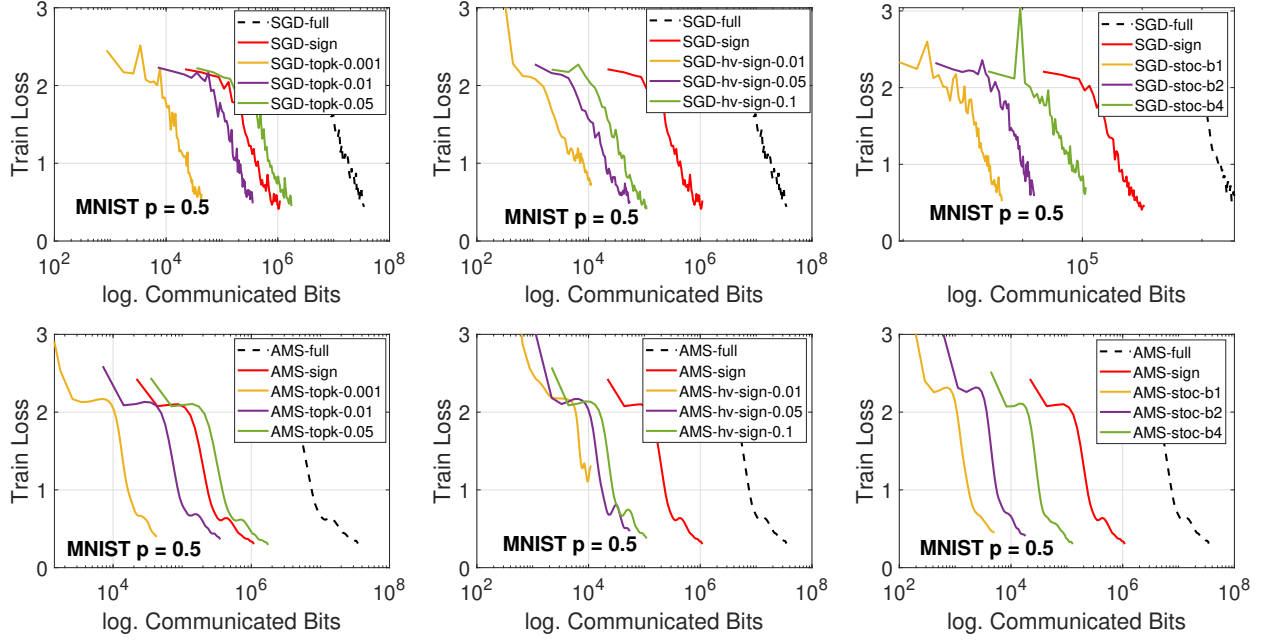 3
2
1
0
Train Loss
SGD-full
SGD-sign
SGD-topk-0.001
SGD-topk-0.01
SGD-topk-0.05
MNIST p = 0.5
10^2 10^4 10^6 10^8
log. Communicated Bits
3
2
1
0
Train Loss
SGD-full
SGD-sign
SGD-hv-sign-0.01
SGD-hv-sign-0.05
SGD-hv-sign-0.1
MNIST p = 0.5
10^2 10^4 10^6 10^8
log. Communicated Bits
3
2
1
0
Train Loss
SGD-full
SGD-sign
SGD-stoc-b1
SGD-stoc-b2
SGD-stoc-b4
MNIST p = 0.5
10^5
log. Communicated Bits
3
2
1
0
Train Loss
AMS-full
AMS-sign
AMS-topk-0.001
AMS-topk-0.01
AMS-topk-0.05
MNIST p = 0.5
10^4 10^6 10^8
log. Communicated Bits
3
2
1
0
Train Loss
AMS-full
AMS-sign
AMS-hv-sign-0.01
AMS-hv-sign-0.05
AMS-hv-sign-0.1
MNIST p = 0.5
10^2 10^4 10^6 10^8
log. Communicated Bits
3
2
1
0
Train Loss
AMS-full
AMS-sign
AMS-stoc-b1
AMS-stoc-b2
AMS-stoc-b4
MNIST p = 0.5
10^2 10^4 10^6 10^8
log. Communicated Bits